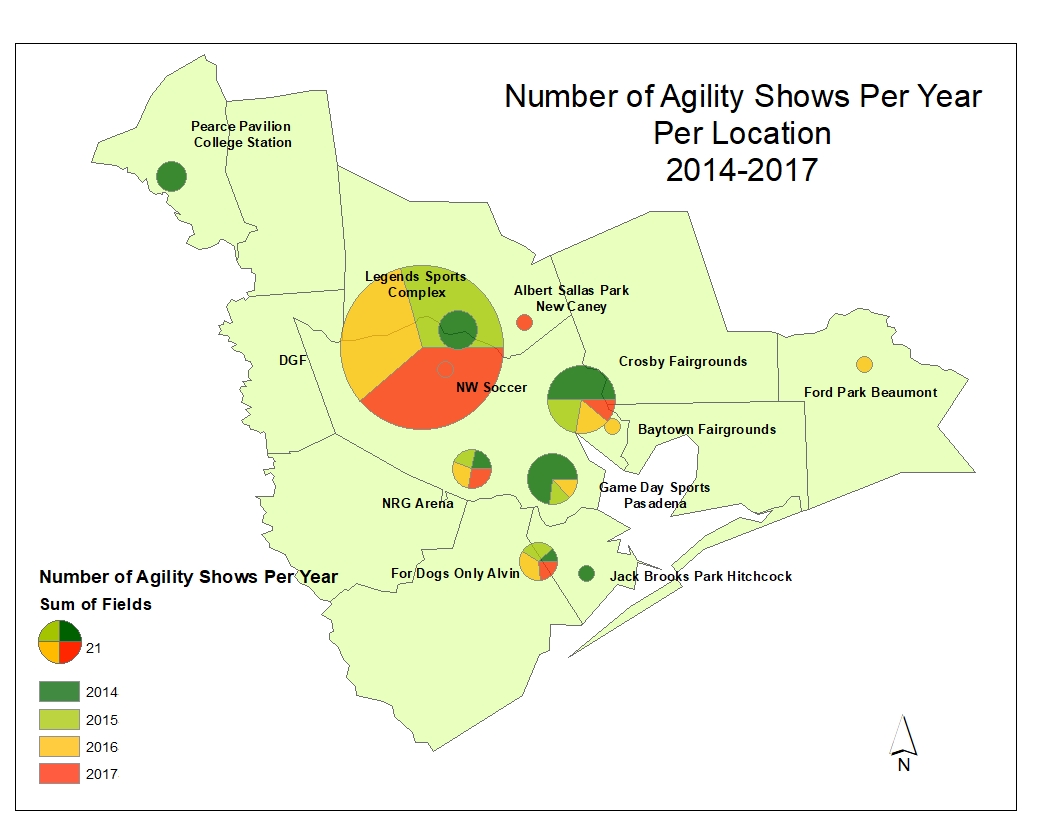 Number of Agility Shows Per Year
Per Location
2014-2017
Pearce Pavilion
College Station
Legends Sports
Complex
Albert Sallas Park
New Caney
DGF
NW Soccer
Crosby Fairgrounds
Ford Park Beaumont
Baytown Fairgrounds
NRG Arena
Game Day Sports
Pasadena
For Dogs Only Alvin
Jack Brooks Park Hitchcock
Number of Agility Shows Per Year
Sum of Fields
21
2014
2015
2016
2017
N